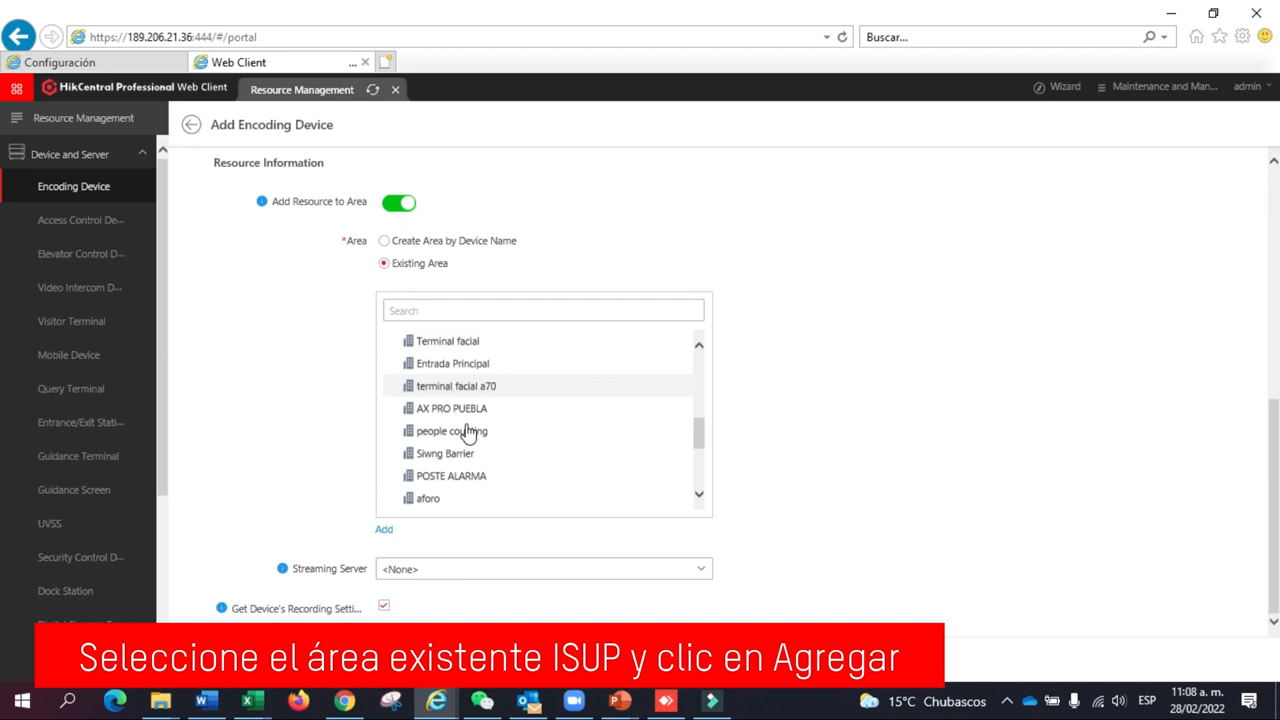 https://189.206.21.36:444/#/portal
Buscar...
Configuración
Web Client
...
HikCentral Professional Web Client
Resource Management
Wizard
Maintenance and Man...
admin
Resource Management
Add Encoding Device
Device and Server
Encoding Device
Access Control De...
Elevator Control D...
Video Intercom D...
Visitor Terminal
Mobile Device
Query Terminal
Entrance/Exit Stati...
Guidance Terminal
Guidance Screen
UVSS
Security Control D...
Dock Station
Resource Information
Add Resource to Area
*Area
Create Area by Device Name
Existing Area
Search
Terminal facial
Entrada Principal
terminal facial a70
AX PRO PUEBLA
people counting
Siwng Barrier
POSTE ALARMA
aforo
Add
Streaming Server
<None>
Get Device's Recording Setti...
Seleccione el área existente ISUP y clic en Agregar
15°C Chubascos
ESP
11:08 a. m.
28/02/2022